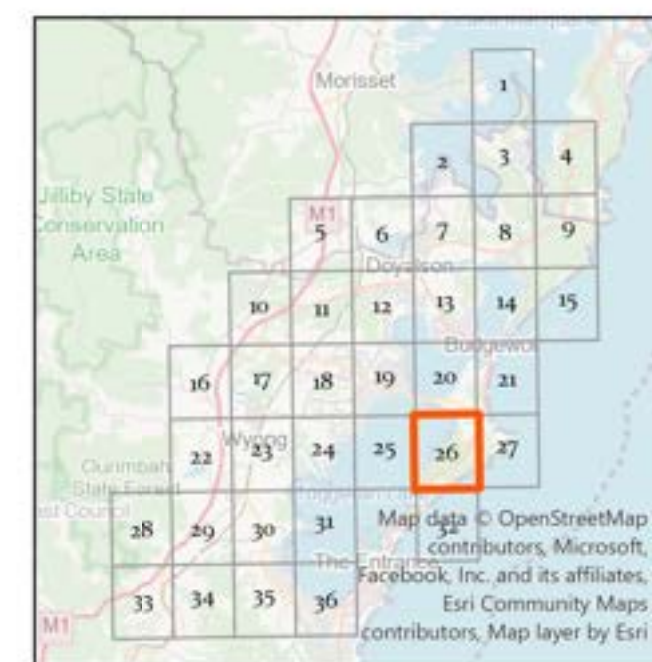 Morisset
1
2 3 4
Jilliby State
Conservation
Area
M1
5 6 7 8 9
Doyalson
10 11 12 13 14 15
Budgewoi
16 17 18 19 20 21
Wyong
22 23 24 25 26 27
Ourimbah
State Forest
28 29 30 31 32
The Entrance
33 34 35 36
M1
Map data © OpenStreetMap
contributors, Microsoft,
Facebook, Inc. and its affiliates,
Esri Community Maps
contributors, Map layer by Esri